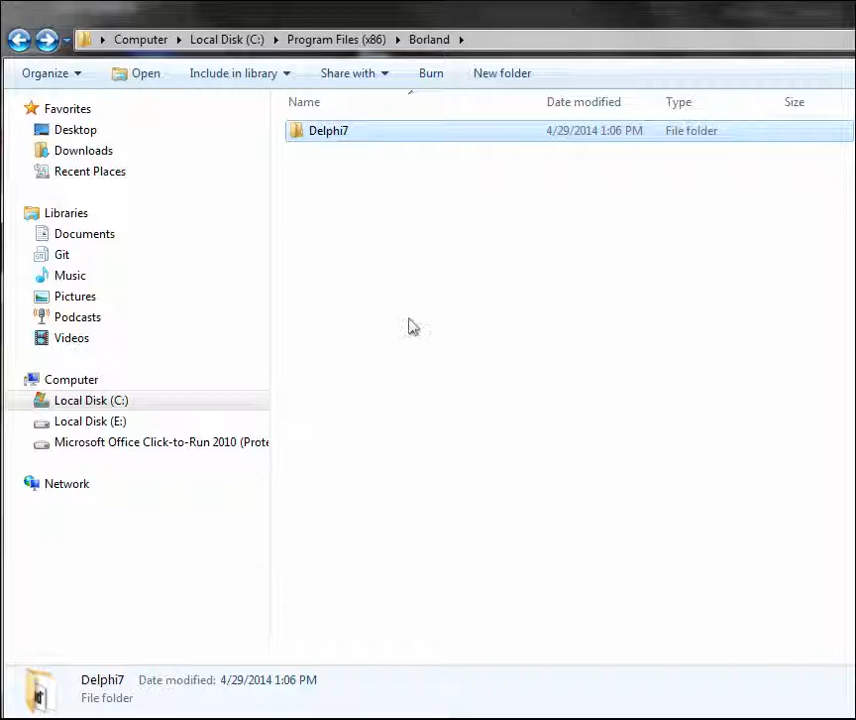 Computer Local Disk (C:) Program Files (x86) Borland
Organize Open Include in library Share with Burn New folder
Name Date modified Type Size
Delphi7 4/29/2014 1:06 PM File folder
Favorites
Desktop
Downloads
Recent Places
Libraries
Documents
Git
Music
Pictures
Podcasts
Videos
Computer
Local Disk (C:)
Local Disk (E:)
Microsoft Office Click-to-Run 2010 (Prote
Network
Delphi7 Date modified: 4/29/2014 1:06 PM
File folder